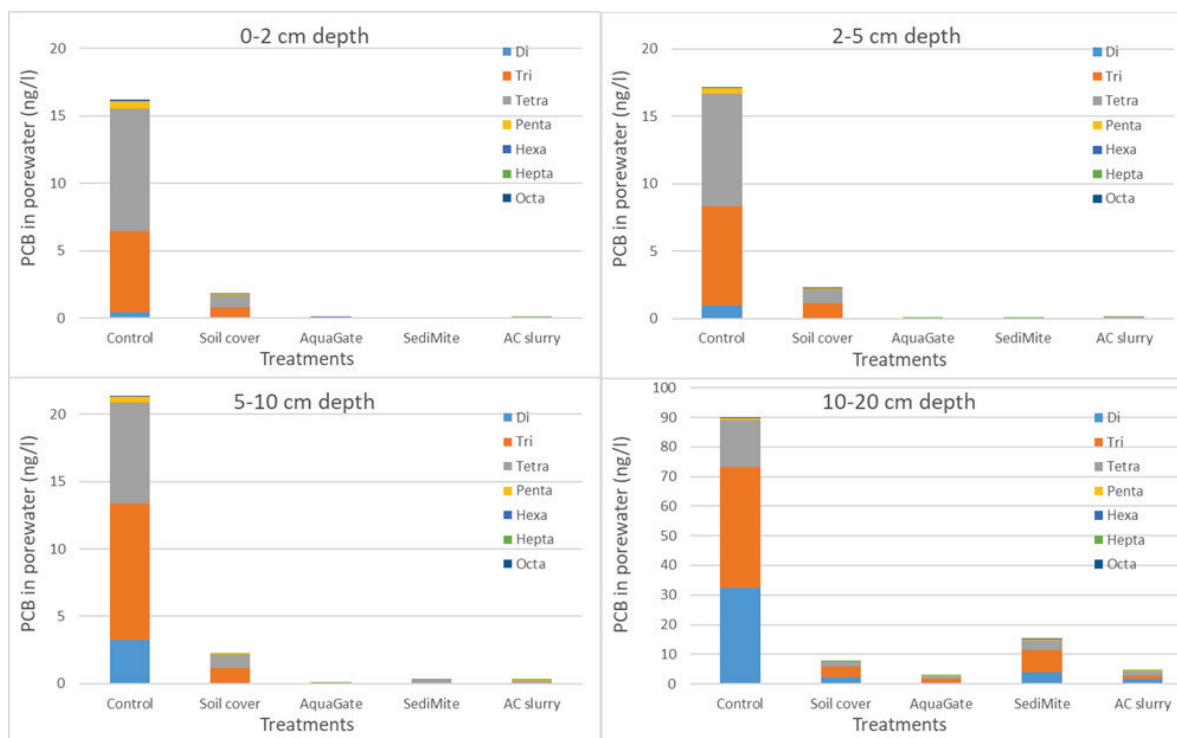 0-2 cm depth
PCB in porewater (ng/l)
20
15
10
5
0
Di
Tri
Tetra
Penta
Hexa
Hepta
Octa
Control Soil cover AquaGate SediMite AC slurry
Treatments
2-5 cm depth
PCB in porewater (ng/l)
20
15
10
5
0
Di
Tri
Tetra
Penta
Hexa
Hepta
Octa
Control Soil cover AquaGate SediMite AC slurry
Treatments
5-10 cm depth
PCB in porewater (ng/l)
20
15
10
5
0
Di
Tri
Tetra
Penta
Hexa
Hepta
Octa
Control Soil cover AquaGate SediMite AC slurry
Treatments
10-20 cm depth
PCB in porewater (ng/l)
100
90
80
70
60
50
40
30
20
10
0
Di
Tri
Tetra
Penta
Hexa
Hepta
Octa
Control Soil cover AquaGate SediMite AC slurry
Treatments